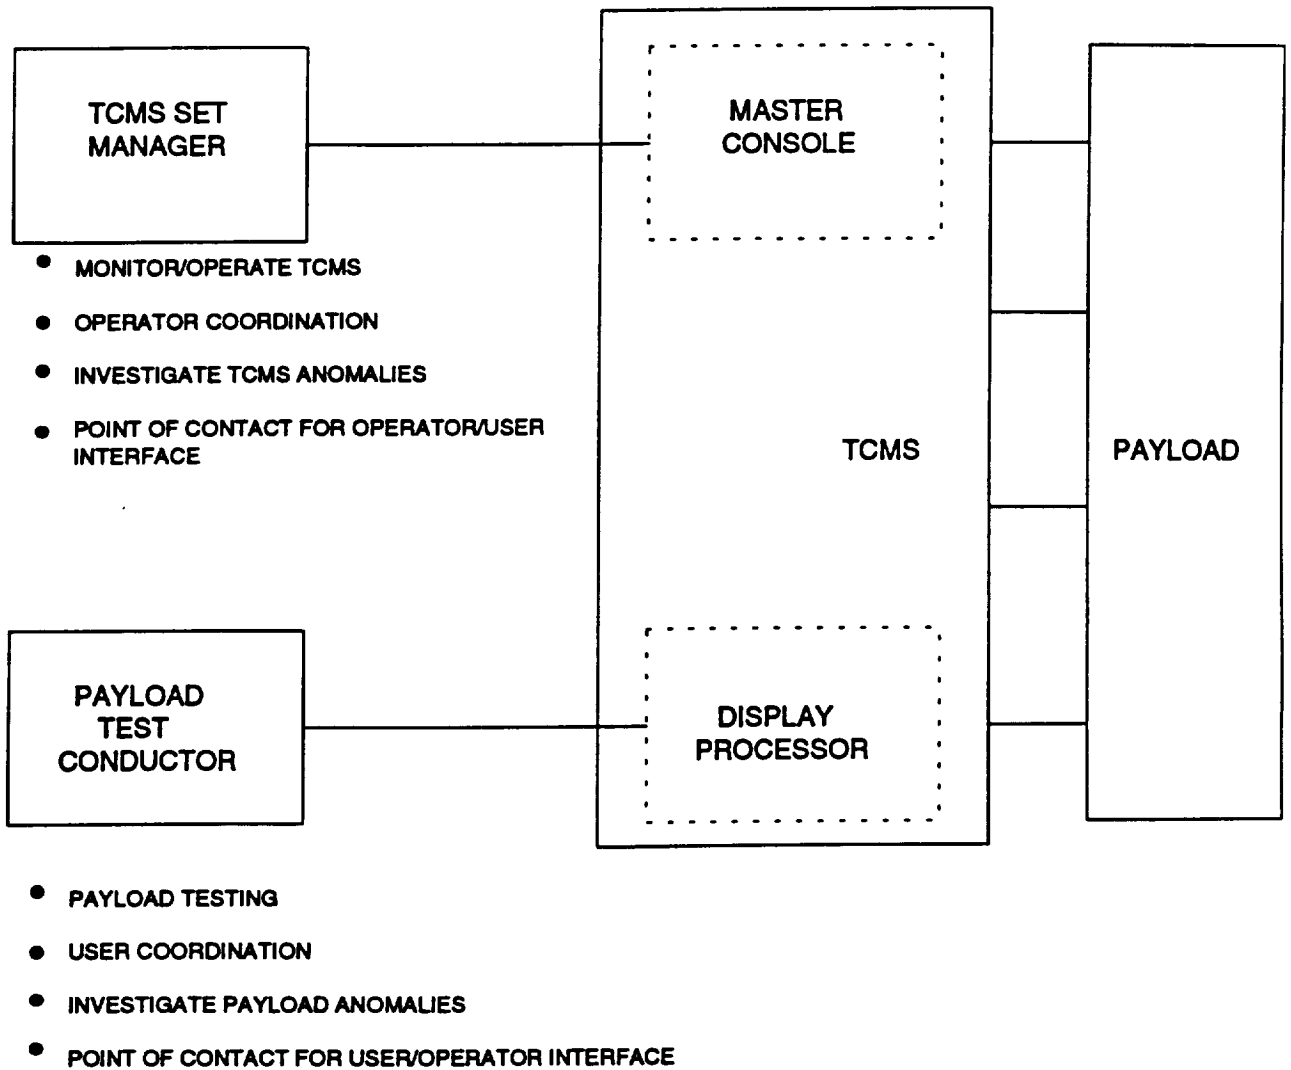 TCMS SET
MANAGER
MASTER
CONSOLE
• MONITOR/OPERATE TCMS
• OPERATOR COORDINATION
• INVESTIGATE TCMS ANOMALIES
• POINT OF CONTACT FOR OPERATOR/USER
INTERFACE
TCMS
PAYLOAD
PAYLOAD
TEST
CONDUCTOR
DISPLAY
PROCESSOR
• PAYLOAD TESTING
• USER COORDINATION
• INVESTIGATE PAYLOAD ANOMALIES
• POINT OF CONTACT FOR USER/OPERATOR INTERFACE